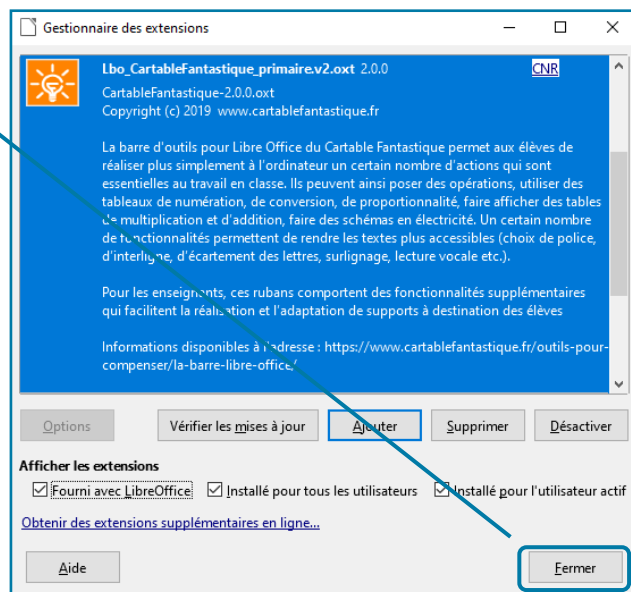 Gestionnaire des extensions
Lbo_CartableFantastique_primaire.v2.oxt 2.0.0 CNR
CartableFantastique-2.0.0.oxt
Copyright (c) 2019 www.cartablefantastique.fr
La barre d'outils pour Libre Office du Cartable Fantastique permet aux élèves de
réaliser plus simplement à l'ordinateur un certain nombre d'actions qui sont
essentielles au travail en classe. Ils peuvent ainsi poser des opérations, utiliser des
tableaux de numération, de conversion, de proportionnalité, faire afficher des tables
de multiplication et d'addition, faire des schémas en électricité. Un certain nombre
de fonctionnalités permettent de rendre les textes plus accessibles (choix de police,
d'interligne, d'écartement des lettres, surlignage, lecture vocale etc.).
Pour les enseignants, ces rubans comportent des fonctionnalités supplémentaires
qui facilitent la réalisation et l'adaptation de supports à destination des élèves
Informations disponibles à l'adresse : https://www.cartablefantastique.fr/outils-pour-
compenser/la-barre-libre-office/
Options Vérifier les mises à jour Ajouter Supprimer Désactiver
Afficher les extensions
Fourni avec LibreOffice Installé pour tous les utilisateurs Installé pour l'utilisateur actif
Obtenir des extensions supplémentaires en ligne...
Aide Fermer